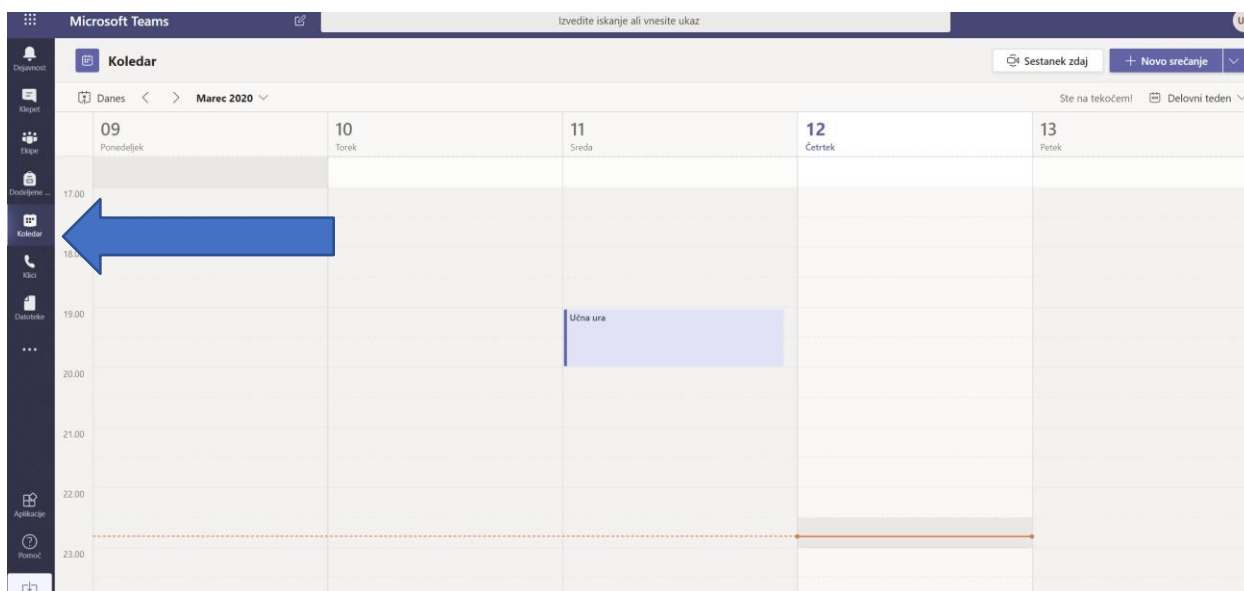 Microsoft Teams
Izvedite iskanje ali vnesite ukaz
U
Dejavnost
Klepet
Ekipe
Dodeljene ...
Koledar
Klici
Datoteke
Aplikacije
Pomoč
Koledar
Sestanek zdaj
+ Novo srečanje
Danes
Marec 2020
Ste na tekočem!
Delovni teden
09
Ponedeljek
10
Torek
11
Sreda
12
Četrtek
13
Petek
17.00
19.00
Učna ura
20.00
21.00
22.00
23.00